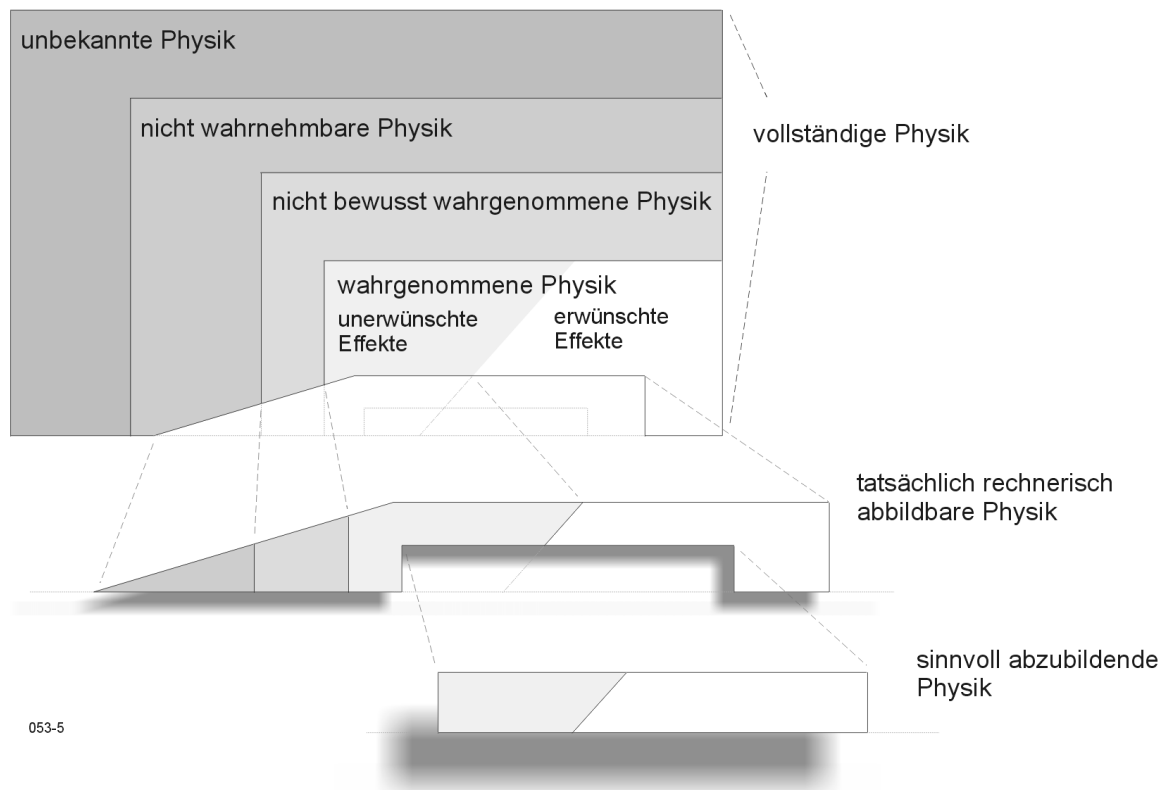 unbekannte Physik
nicht wahrnehmbare Physik
vollständige Physik
nicht bewusst wahrgenommene Physik
wahrgenommene Physik
unerwünschte
Effekte
erwünschte
Effekte
tatsächlich rechnerisch
abbildbare Physik
sinnvoll abzubildende
Physik
053-5